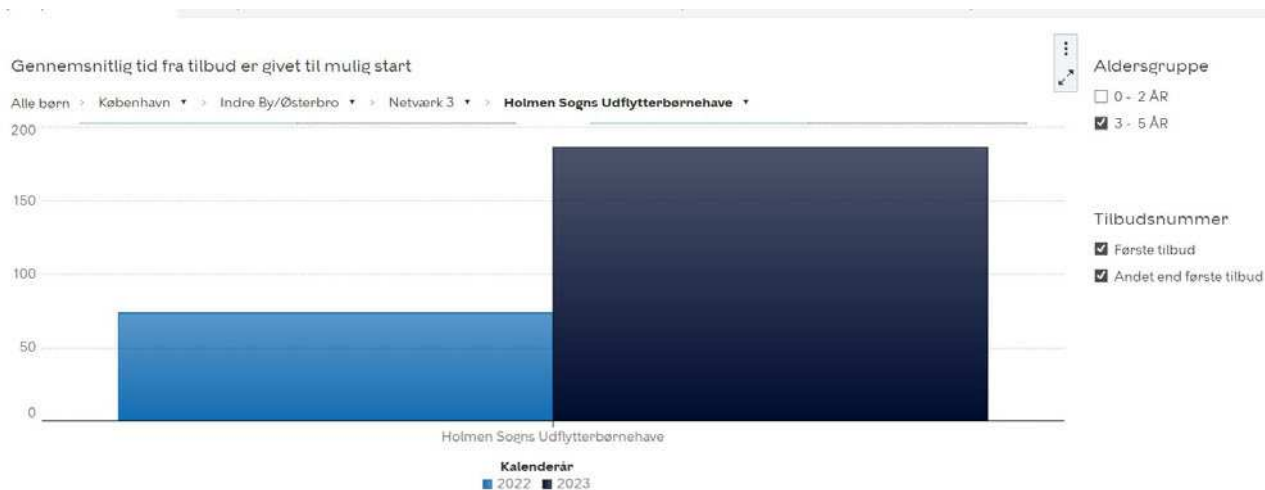 Gennemsnitlig tid fra tilbud er givet til mulig start
Alle børn > København ▾ > Indre By/Østerbro ▾ > Netværk 3 ▾ > Holmen Sogns Udflytterbørnehave ▾
200
150
100
50
0
Holmen Sogns Udflytterbørnehave
Kalenderår
2022 2023
Aldersgruppe
0 - 2 ÅR
3 - 5 ÅR
Tilbudsnummer
Første tilbud
Andet end første tilbud